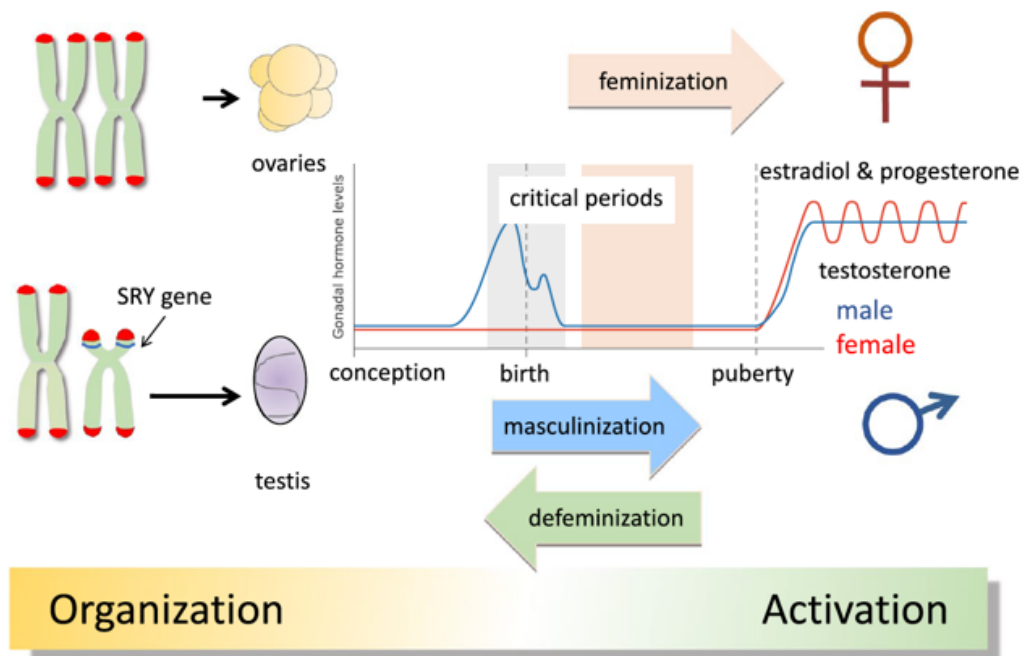 feminization
ovaries
estradiol & progesterone
critical periods
Gonadal hormone levels
testosterone
SRY gene
male
female
conception
birth
puberty
masculinization
testis
defeminization
Organization
Activation